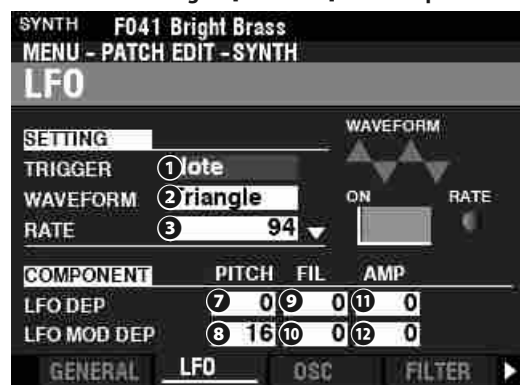 SYNTH F041 Bright Brass
MENU - PATCH EDIT - SYNTH
LFO
SETTING
WAVEFORM
TRIGGER 1 Note
WAVEFORM 2 Triangle
ON RATE
RATE 3 94
COMPONENT PITCH FIL AMP
LFO DEP 7 0 9 0 11 0
LFO MOD DEP 8 16 10 0 12 0
GENERAL LFO OSC FILTER